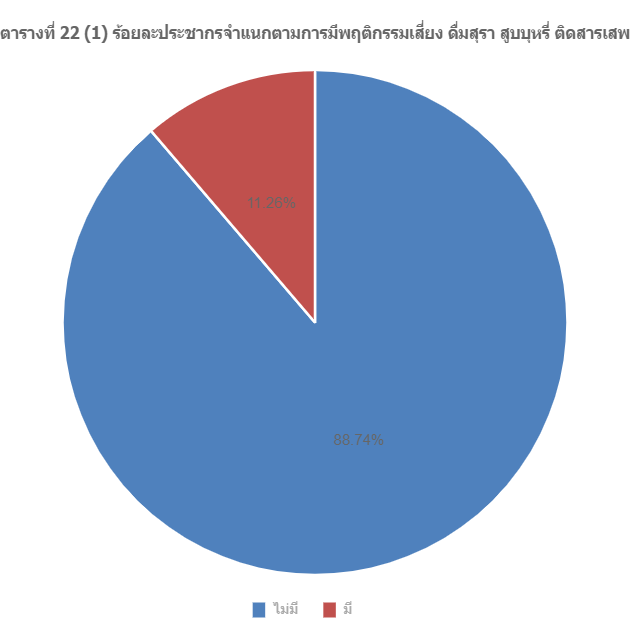 ตารางที่ 22 (1) ร้อยละประชากรจำแนกตามการมีพฤติกรรมเสี่ยง ดื่มสุรา สูบบุหรี่ ติดสารเสพ
11.26%
88.74%
ไม่มี มี